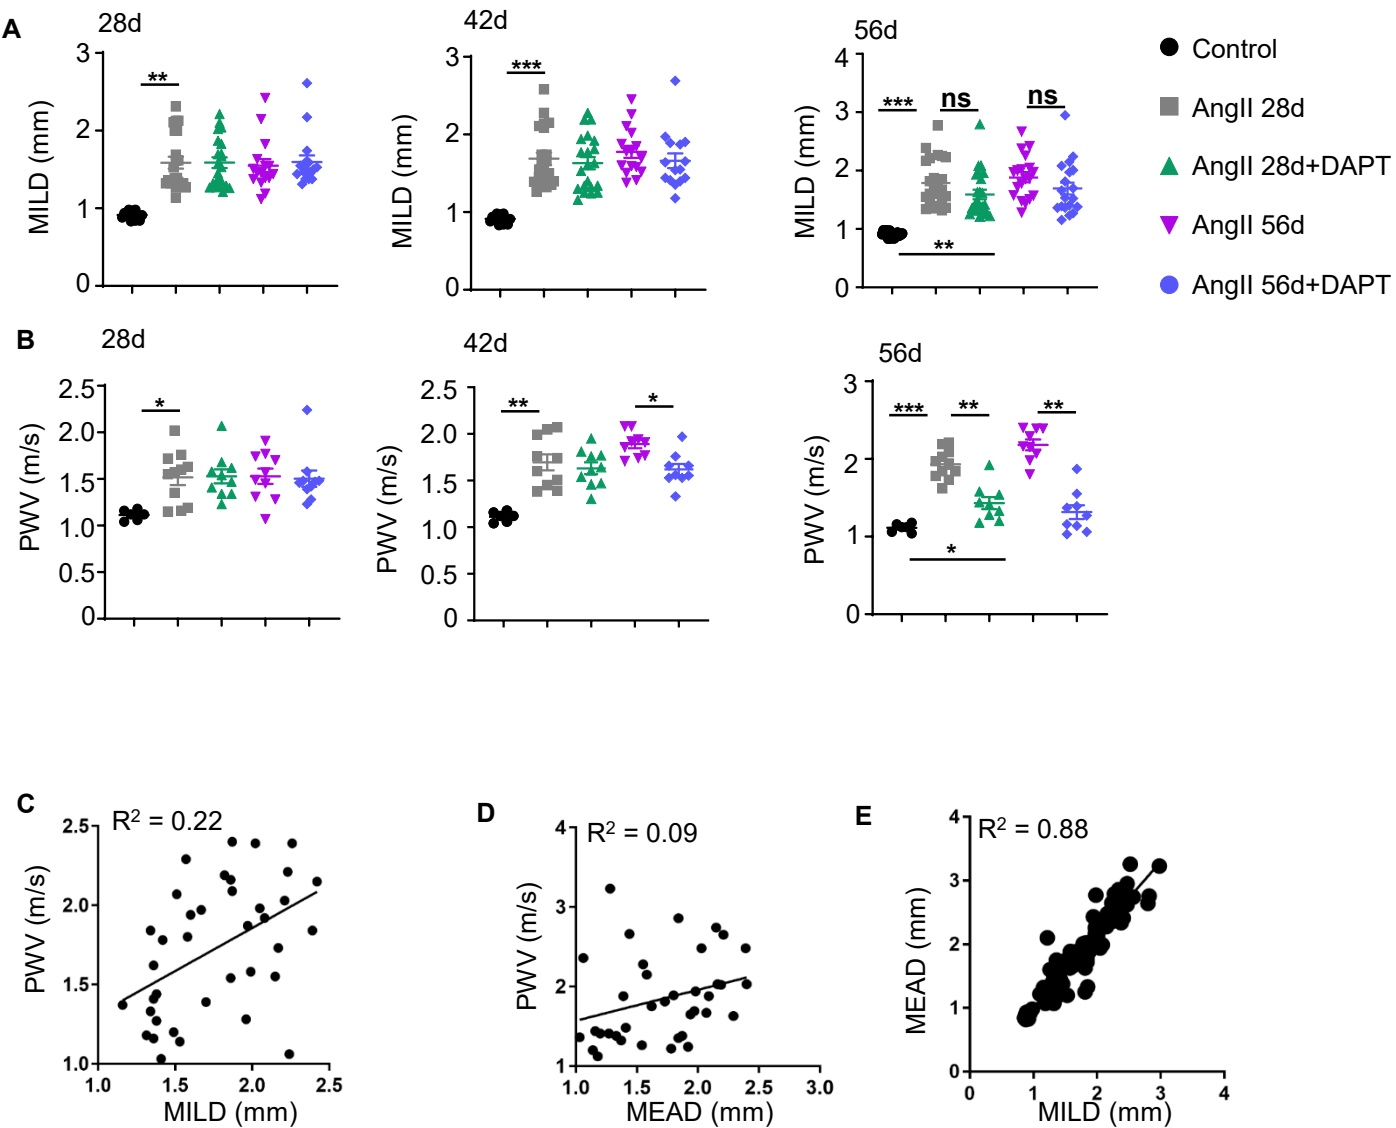 A
28d
42d
56d
3
2
1
0
MILD (mm)
**
3
2
1
0
MILD (mm)
***
4
3
2
1
0
MILD (mm)
***
ns
ns
**
Control
AngII 28d
AngII 28d+DAPT
AngII 56d
AngII 56d+DAPT
B
28d
42d
56d
2.5
2.0
1.5
1.0
0.5
0
PWV (m/s)
*
2.5
2.0
1.5
1.0
0.5
0
PWV (m/s)
**
*
3
2
1
0
PWV (m/s)
***
**
**
*
C
R² = 0.22
2.5
2.0
1.5
1.0
PWV (m/s)
1.0 1.5 2.0 2.5
MILD (mm)
D
R² = 0.09
4
3
2
1
PWV (m/s)
1.0 1.5 2.0 2.5 3.0
MEAD (mm)
E
R² = 0.88
4
3
2
1
0
MEAD (mm)
0 1 2 3 4
MILD (mm)